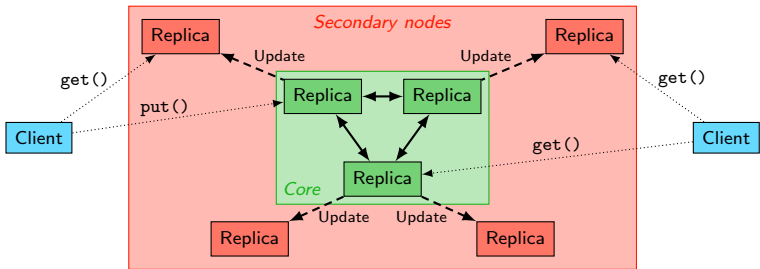 Secondary nodes
Replica
Replica
Update
Update
get()
get()
Replica
Replica
put()
Client
Client
get()
Replica
Core
Update
Update
Replica
Replica